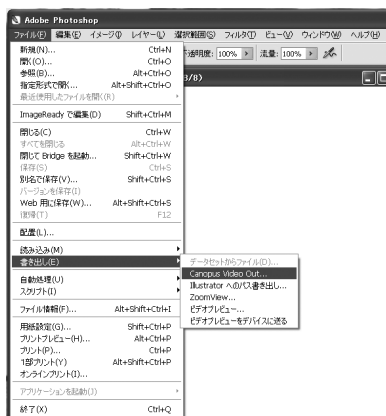 Adobe Photoshop
ファイル(F) 編集(E) イメージ(I) レイヤー(L) 選択範囲(S) フィルタ(T) ビュー(V) ウィンドウ(W) ヘルプ(H)
不透明度: 100% 流量: 100%
3/8)
新規(N)... Ctrl+N
開く(O)... Ctrl+O
参照(B)... Alt+Ctrl+O
指定形式で開く... Alt+Shift+Ctrl+O
最近使用したファイルを開く(R)
ImageReady で編集(D) Shift+Ctrl+M
閉じる(C) Ctrl+W
すべてを閉じる Alt+Ctrl+W
閉じて Bridge を起動... Shift+Ctrl+W
保存(S) Ctrl+S
別名で保存(V)... Shift+Ctrl+S
バージョンを保存(I)
Web 用に保存(W)... Alt+Shift+Ctrl+S
復帰(T) F12
配置(L)...
読み込み(M)
書き出し(E)
データセットからファイル(D)...
Canopus Video Out...
Illustrator へのパス書き出し...
ZoomView...
ビデオプレビュー...
ビデオプレビューをデバイスに送る
自動処理(U)
スクリプト(I)
ファイル情報(F)... Alt+Shift+Ctrl+I
用紙設定(G)... Shift+Ctrl+P
プリントプレビュー(H)... Alt+Ctrl+P
プリント(P)... Ctrl+P
1部プリント(Y) Alt+Shift+Ctrl+P
オンラインプリント(I)...
アプリケーションを起動(J)
終了(X) Ctrl+Q